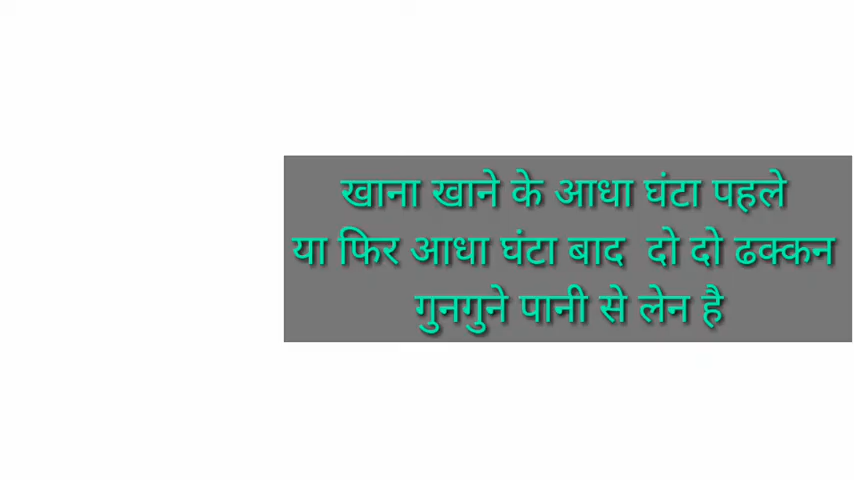 खाना खाने के आधा घंटा पहले
या फिर आधा घंटा बाद दो दो ढक्कन
गुनगुने पानी से लेन है